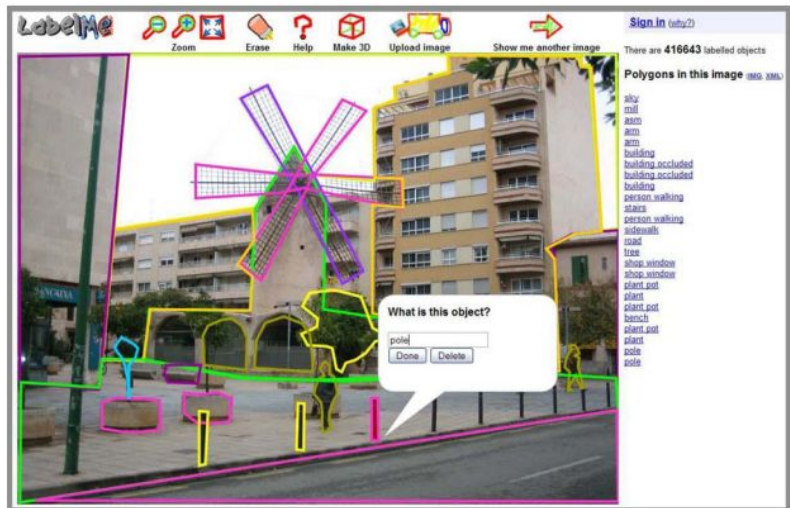 LabelMe
Zoom
Erase
Help
Make 3D
Upload image
Show me another image
Sign in (why?)
There are 416643 labelled objects
Polygons in this image (IMG, XML)
sky
mill
asm
arm
arm
building
building occluded
building occluded
building
person walking
stairs
person walking
sidewalk
road
tree
shop window
shop window
plant pot
plant
plant pot
bench
plant pot
plant
pole
pole
What is this object?
pole
Done Delete
SANCAIXA